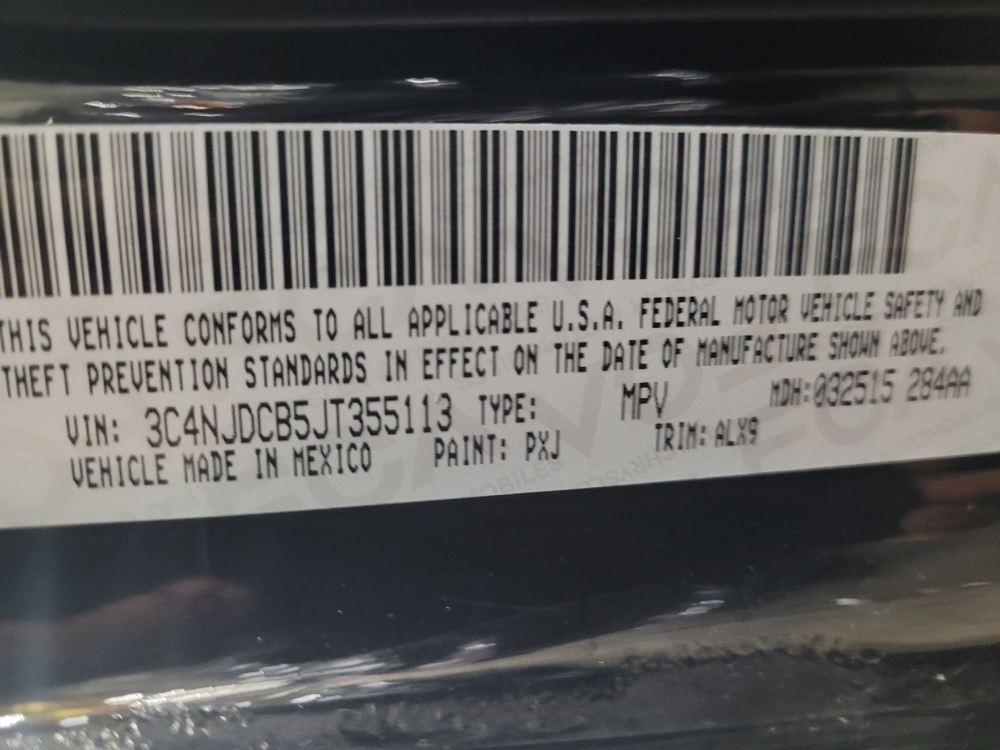 THIS VEHICLE CONFORMS TO ALL APPLICABLE U.S.A. FEDERAL MOTOR VEHICLE SAFETY AND
THEFT PREVENTION STANDARDS IN EFFECT ON THE DATE OF MANUFACTURE SHOWN ABOVE.
VIN: 3C4NJDCB5JT355113 TYPE: MPV MDH:032515 284AA
VEHICLE MADE IN MEXICO PAINT: PXJ TRIM: ALX9